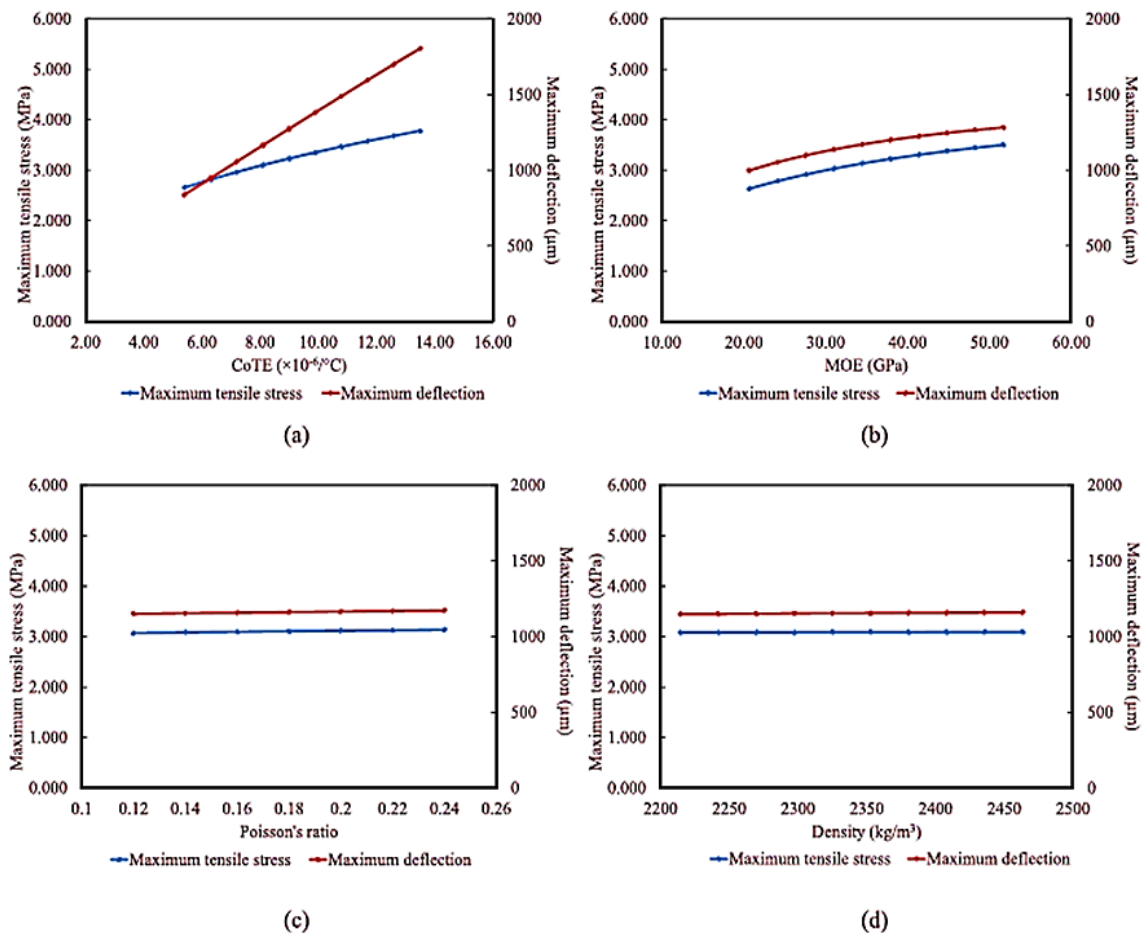 6.000
5.000
4.000
3.000
2.000
1.000
0.000
Maximum tensile stress (MPa)
2000
1500
1000
500
0
Maximum deflection (μm)
2.00 4.00 6.00 8.00 10.00 12.00 14.00 16.00
CoTE (×10⁻⁶/°C)
Maximum tensile stress Maximum deflection
(a)
6.000
5.000
4.000
3.000
2.000
1.000
0.000
Maximum tensile stress (MPa)
2000
1500
1000
500
0
Maximum deflection (μm)
10.00 20.00 30.00 40.00 50.00 60.00
MOE (GPa)
Maximum tensile stress Maximum deflection
(b)
6.000
5.000
4.000
3.000
2.000
1.000
0.000
Maximum tensile stress (MPa)
2000
1500
1000
500
0
Maximum deflection (μm)
0.1 0.12 0.14 0.16 0.18 0.2 0.22 0.24 0.26
Poisson's ratio
Maximum tensile stress Maximum deflection
(c)
6.000
5.000
4.000
3.000
2.000
1.000
0.000
Maximum tensile stress (MPa)
2000
1500
1000
500
0
Maximum deflection (μm)
2200 2250 2300 2350 2400 2450 2500
Density (kg/m³)
Maximum tensile stress Maximum deflection
(d)